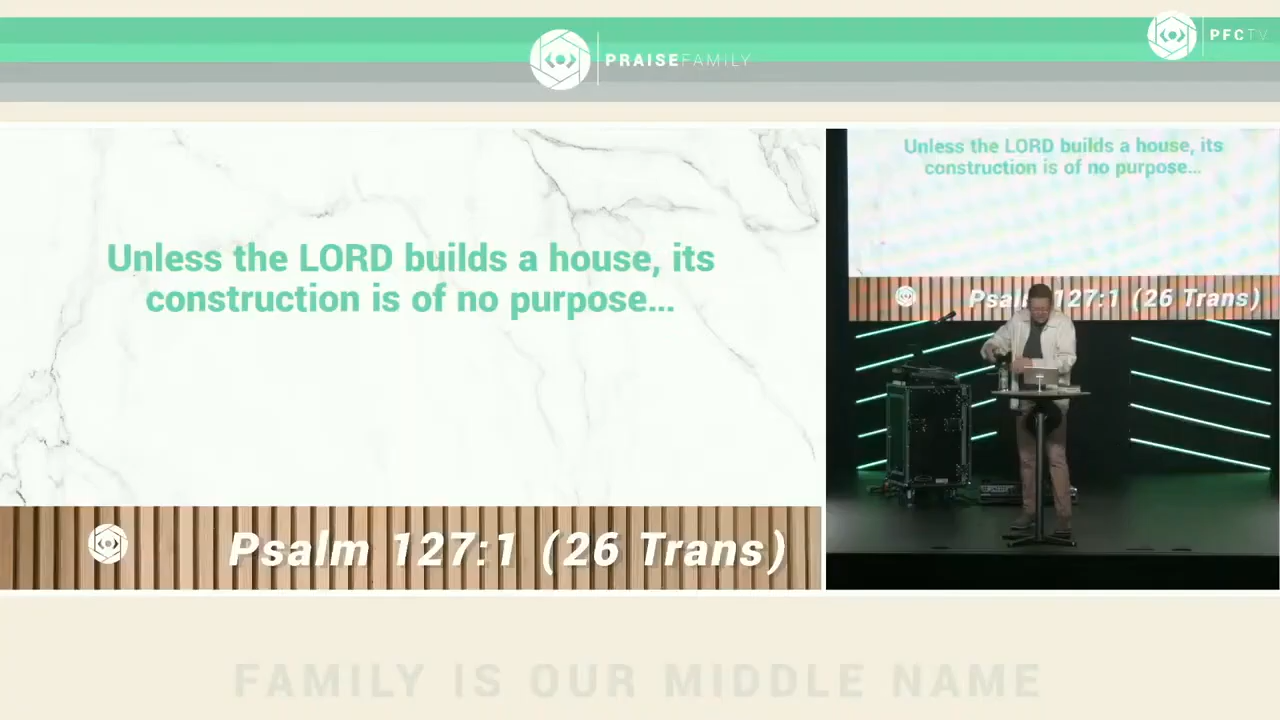 PRAISEFAMILY
PFCTV
Unless the LORD builds a house, its
construction is of no purpose...
Psalm 127:1 (26 Trans)
Unless the LORD builds a house, its
construction is of no purpose...
Psalm 127:1 (26 Trans)
FAMILY IS OUR MIDDLE NAME